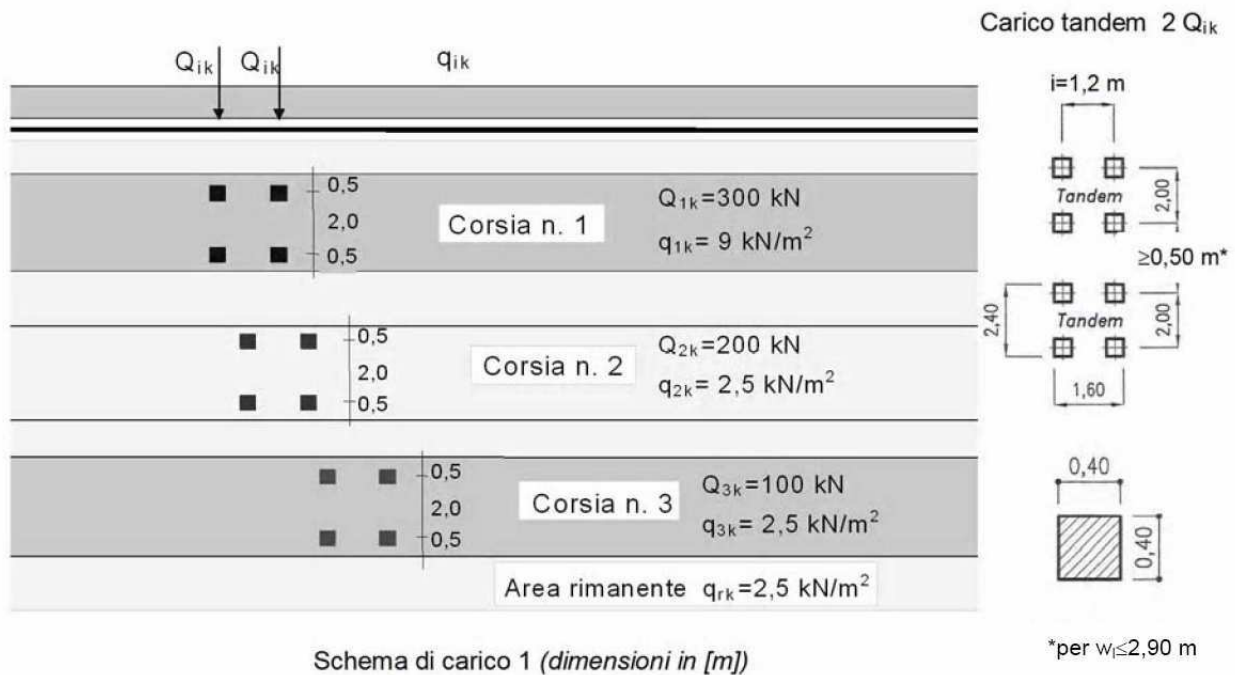 Carico tandem 2 Qik
Qik Qik qik
i=1,2 m
0,5
2,0
0,5
Corsia n. 1
Q1k=300 kN
q1k= 9 kN/m²
Tandem
2,00
≥0,50 m*
0,5
2,0
0,5
Corsia n. 2
Q2k=200 kN
q2k= 2,5 kN/m²
2,40
Tandem
2,00
1,60
0,5
2,0
0,5
Corsia n. 3
Q3k=100 kN
q3k= 2,5 kN/m²
0,40
0,40
Area rimanente qrk=2,5 kN/m²
Schema di carico 1 (dimensioni in [m])
*per wl≤2,90 m